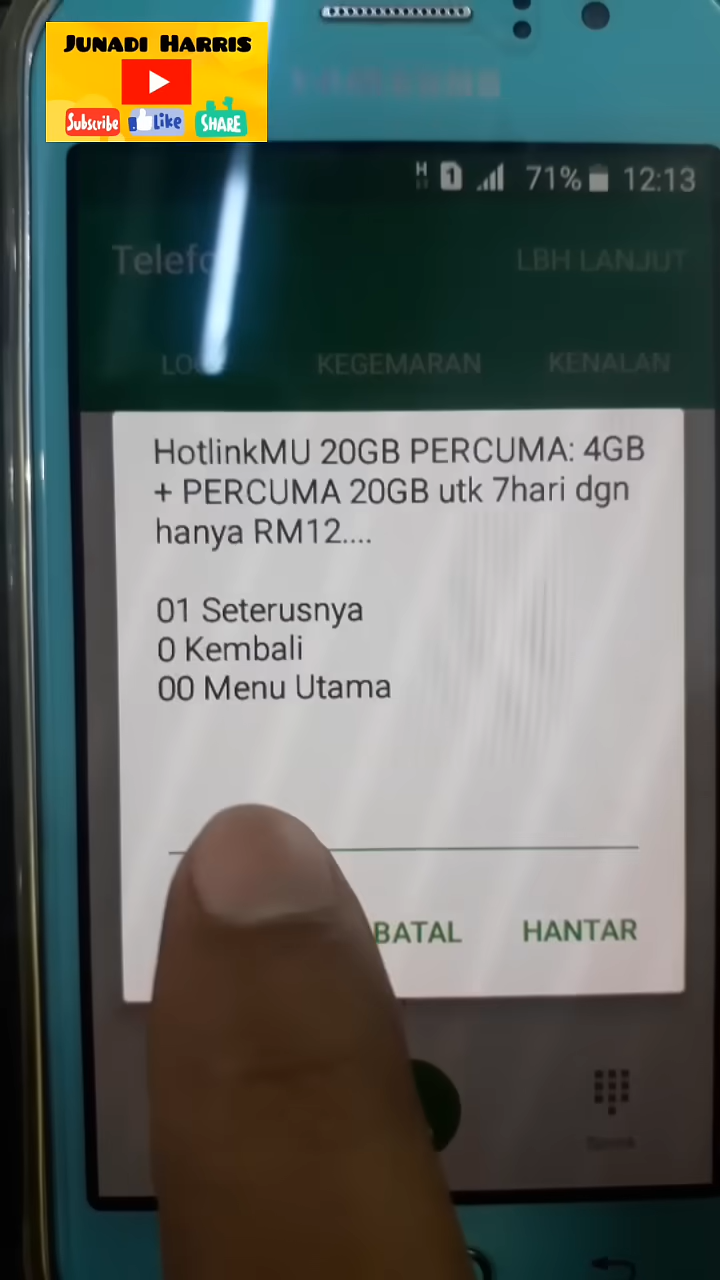 JUNADI HARRIS
Subscribe Like SHARE
H 1 71% 12:13
LBH LANJUT
KEGEMARAN KENALAN
HotlinkMU 20GB PERCUMA: 4GB
+ PERCUMA 20GB utk 7hari dgn
hanya RM12....
01 Seterusnya
0 Kembali
00 Menu Utama
BATAL HANTAR